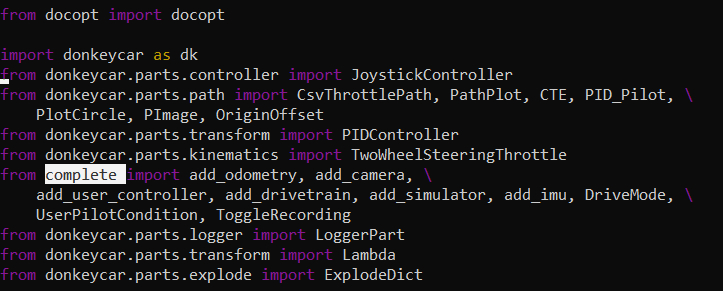 from docopt import docopt
import donkeycar as dk
from donkeycar.parts.controller import JoystickController
from donkeycar.parts.path import CsvThrottlePath, PathPlot, CTE, PID_Pilot, \
PlotCircle, PImage, OriginOffset
from donkeycar.parts.transform import PIDController
from donkeycar.parts.kinematics import TwoWheelSteeringThrottle
from complete import add_odometry, add_camera, \
add_user_controller, add_drivetrain, add_simulator, add_imu, DriveMode, \
UserPilotCondition, ToggleRecording
from donkeycar.parts.logger import LoggerPart
from donkeycar.parts.transform import Lambda
from donkeycar.parts.explode import ExplodeDict